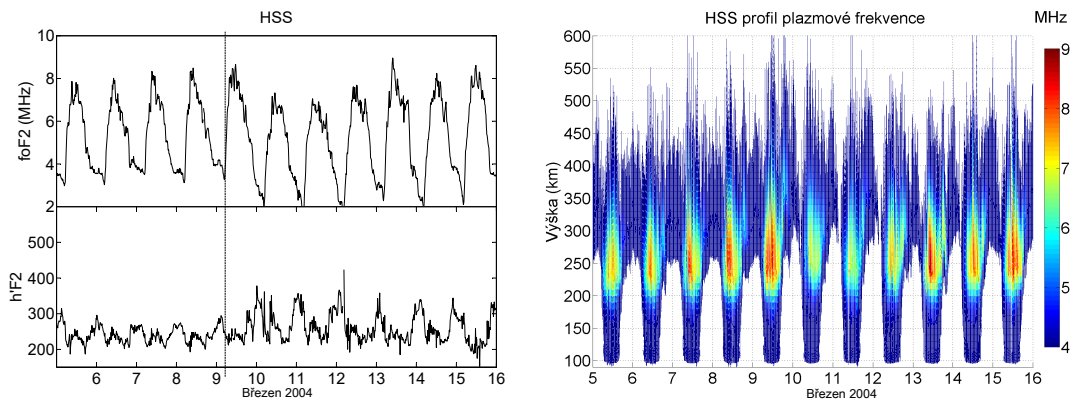 HSS
10
8
6
4
2
foF2 (MHz)
500
400
300
200
h'F2
6 7 8 9 10 11 12 13 14 15 16
Březen 2004
HSS profil plazmové frekvence
MHz
600
550
500
450
400
350
300
250
200
150
100
Výška (km)
5 6 7 8 9 10 11 12 13 14 15 16
Březen 2004
9
8
7
6
5
4